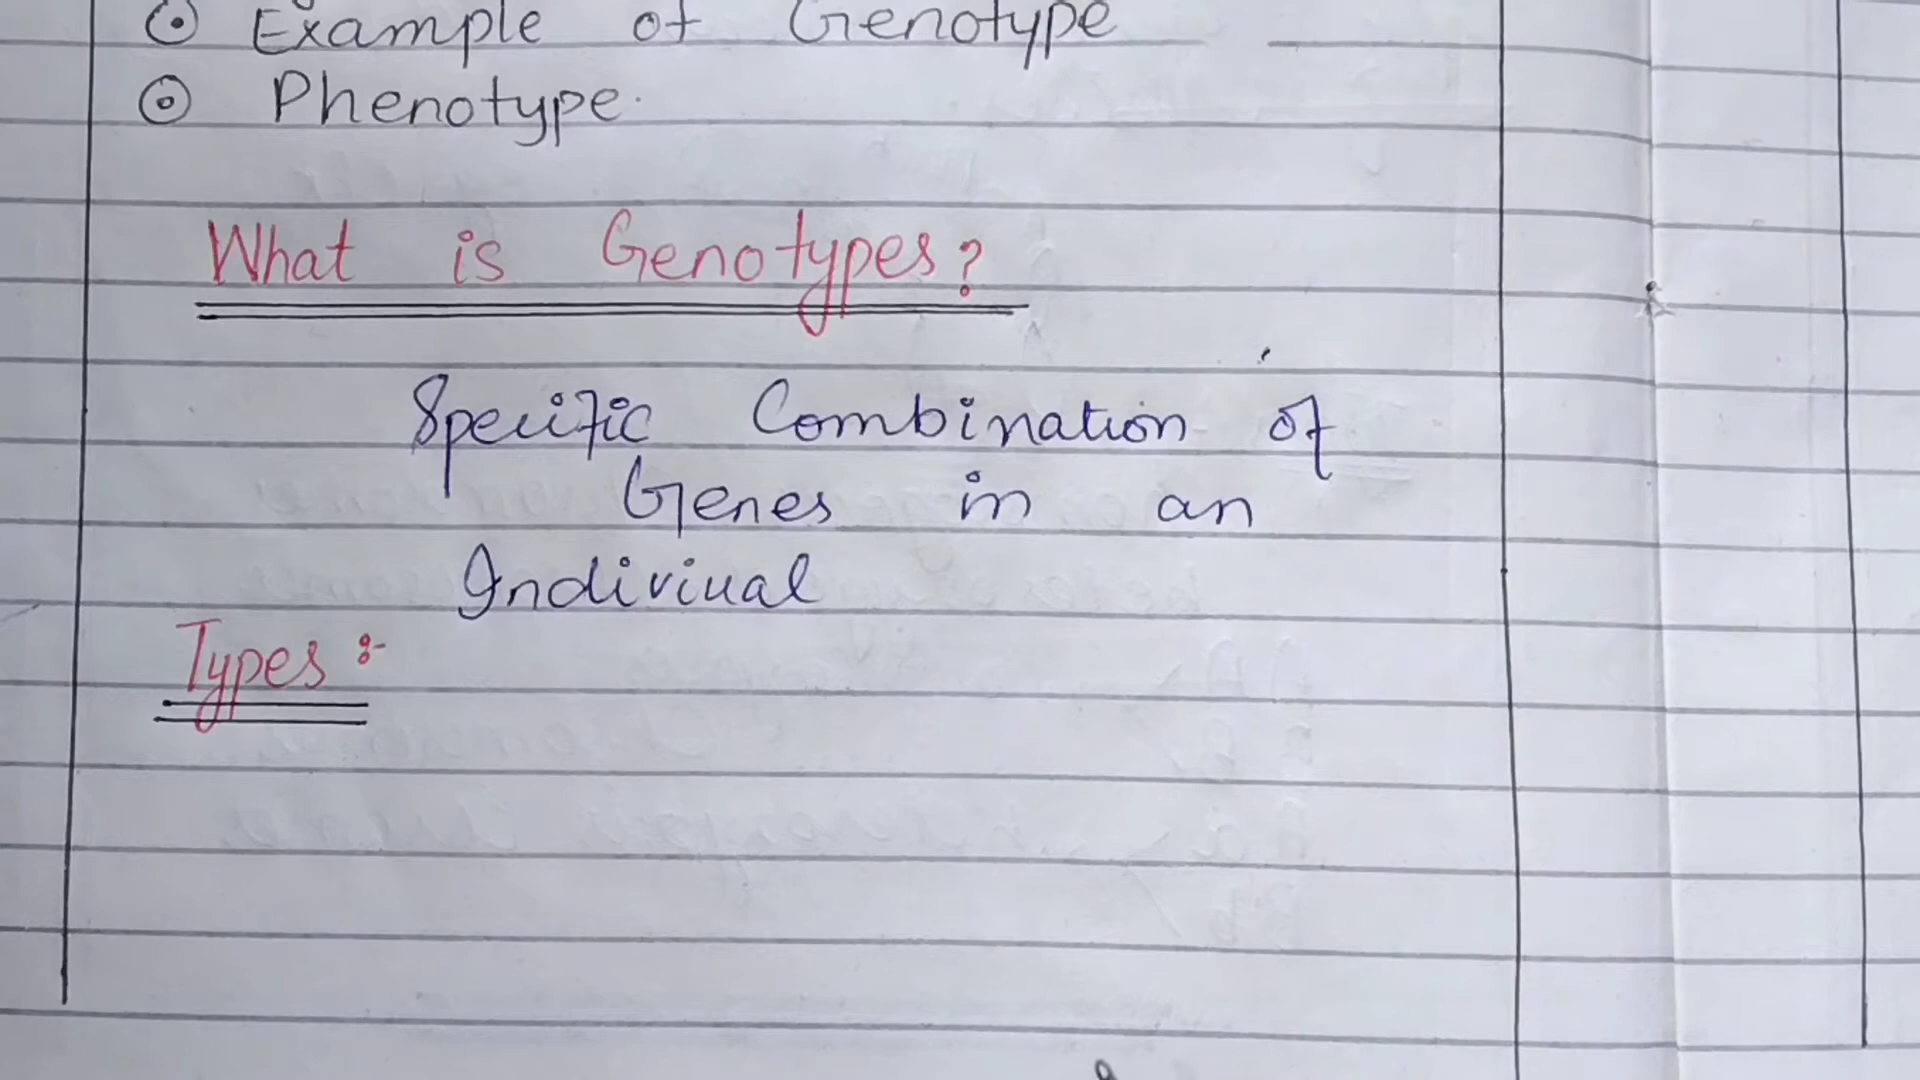 ⊙ Example of Genotype
⊙ Phenotype.
What is Genotypes?
Specific Combination of
Genes in an
Indiviual
Types :-